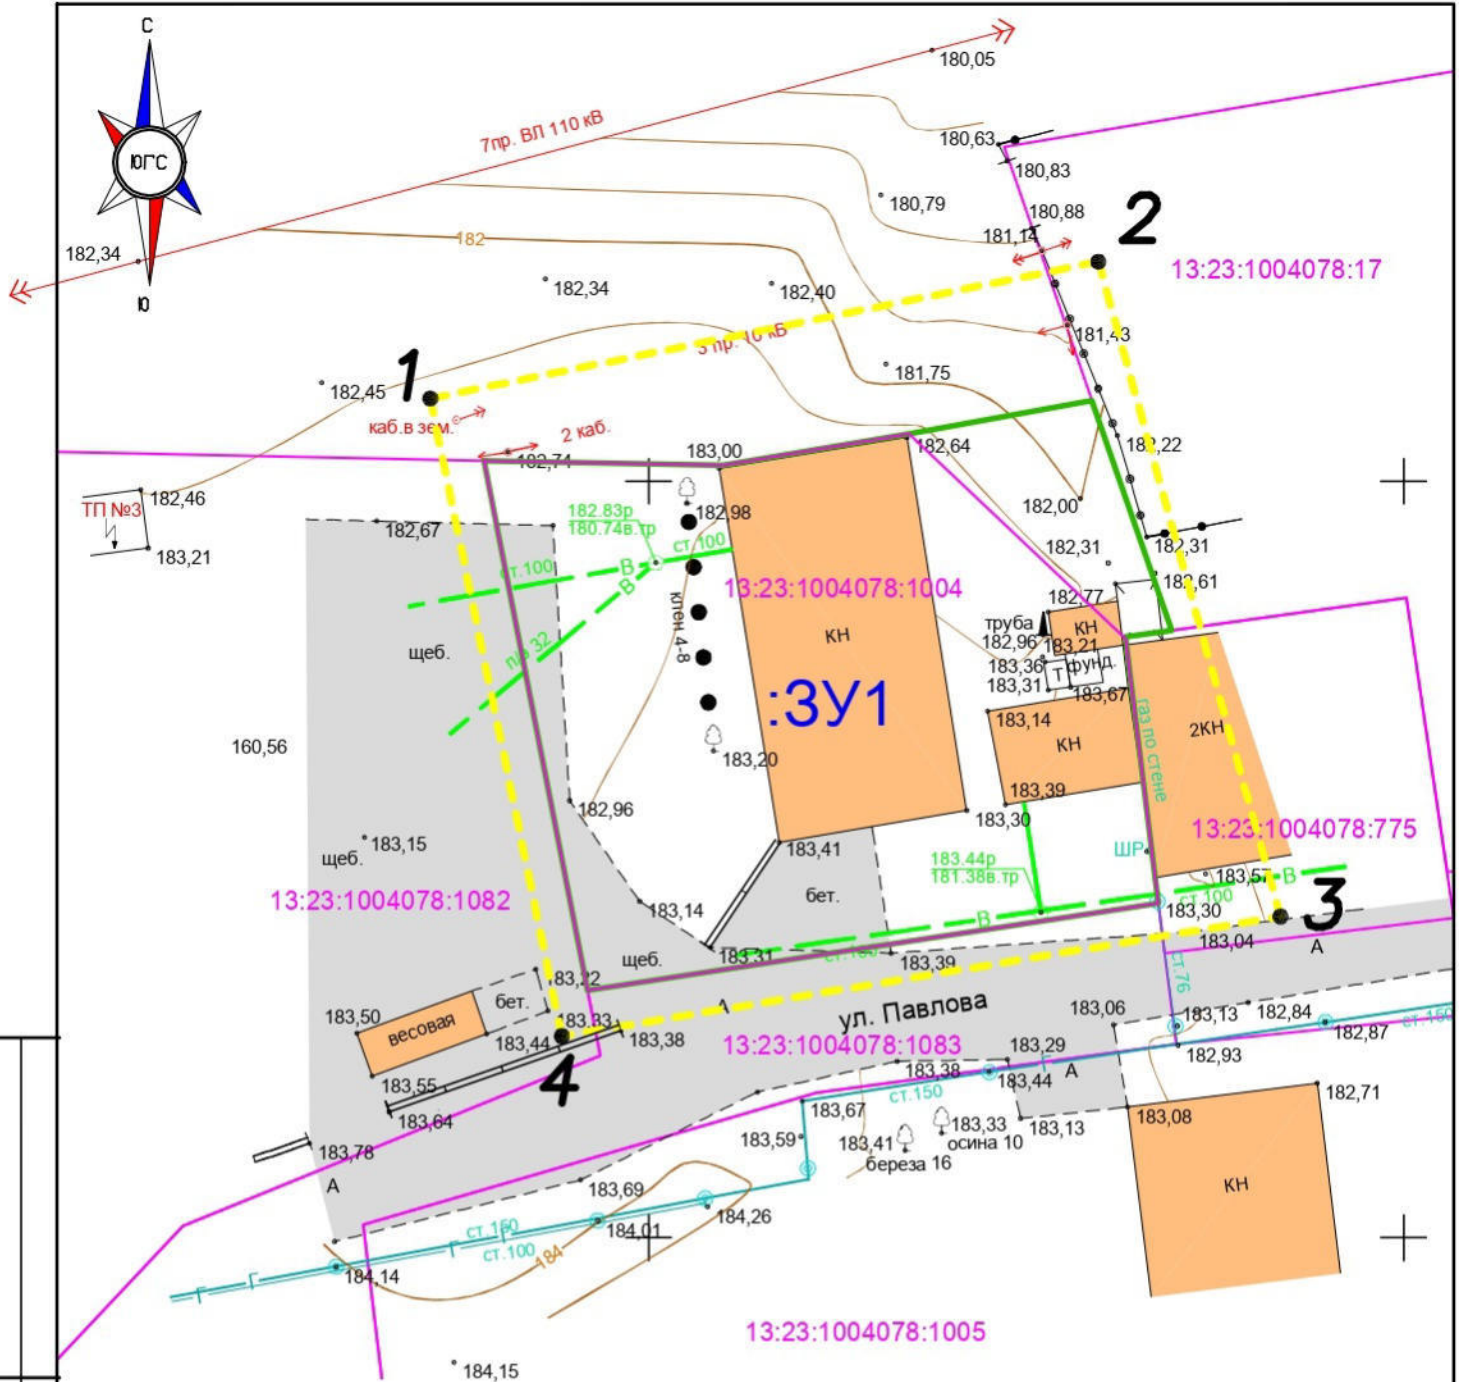 С
180,05
7пр. ВЛ 110 кВ
180,63
ЮГС
180,83
180,79
180,88
2
181,14
182
182,34
13:23:1004078:17
182,34
182,40
Ю
181,43
3 пр. 10 кВ
1
181,75
182,45
каб.в зем.
2 каб.
182,64
182,22
183,00
182,74
182,46
182,98
182,00
182.83р
180.74в.тр
ТП №3
182,67
ст.100
182,31
182,31
183,21
ст.100
В
В
182,61
13:23:1004078:1004
182,77
труба
КН
клен 4-8
КН
182,96
183,21
п/э 32
щеб.
183,36
Т
фунд.
183,31
183,67
:ЗУ1
183,14
газ по стене
2КН
160,56
КН
183,20
183,39
182,96
183,30
13:23:1004078:775
183,15
183,41
183.44р
181.38в.тр
ШР
щеб.
183,57
В
13:23:1004078:1082
бет.
ст.100
183,14
В
183,30
3
183,04
А
183,31
щеб.
183,39
183,22
ст.76
бет.
А
183,50
весовая
ул. Павлова
183,06
183,13
182,84
183,33
183,44
183,38
13:23:1004078:1083
182,87
ст.150
183,29
182,93
4
183,38
Г
А
183,55
183,44
ст.150
182,71
183,64
183,67
183,33
183,13
183,08
183,59
183,41
осина 10
183,78
береза 16
А
КН
183,69
184,26
ст.100
184,01
Г
Г
ст.100
184
184,14
Г
Г
13:23:1004078:1005
184,15